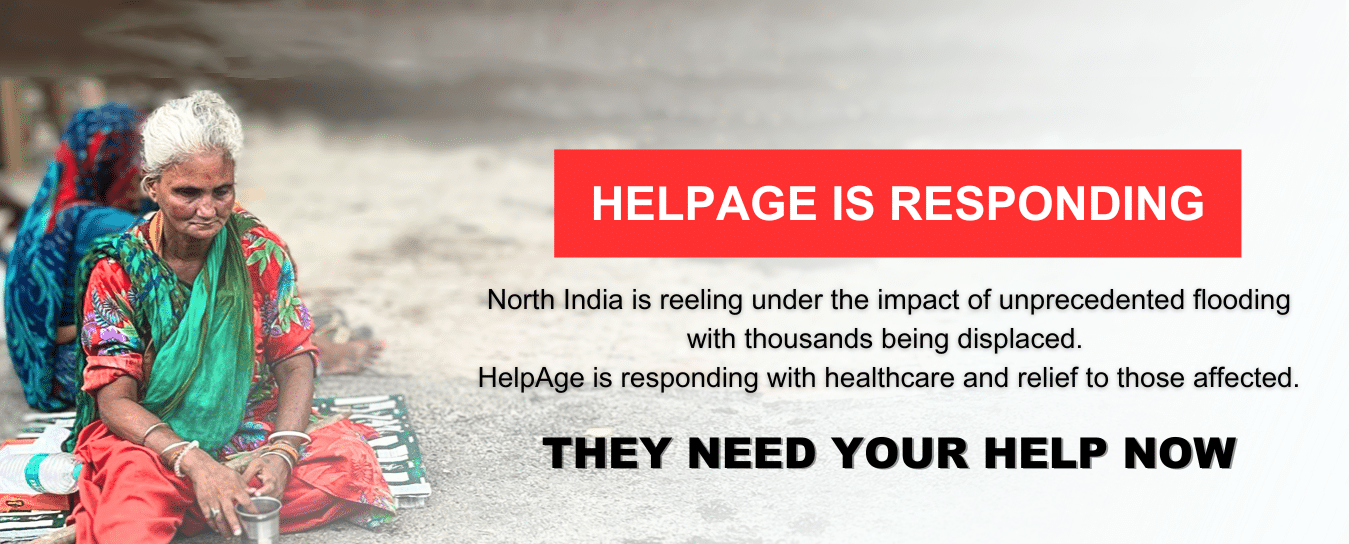 HELPAGE IS RESPONDING
North India is reeling under the impact of unprecedented flooding
with thousands being displaced.
HelpAge is responding with healthcare and relief to those affected.
THEY NEED YOUR HELP NOW